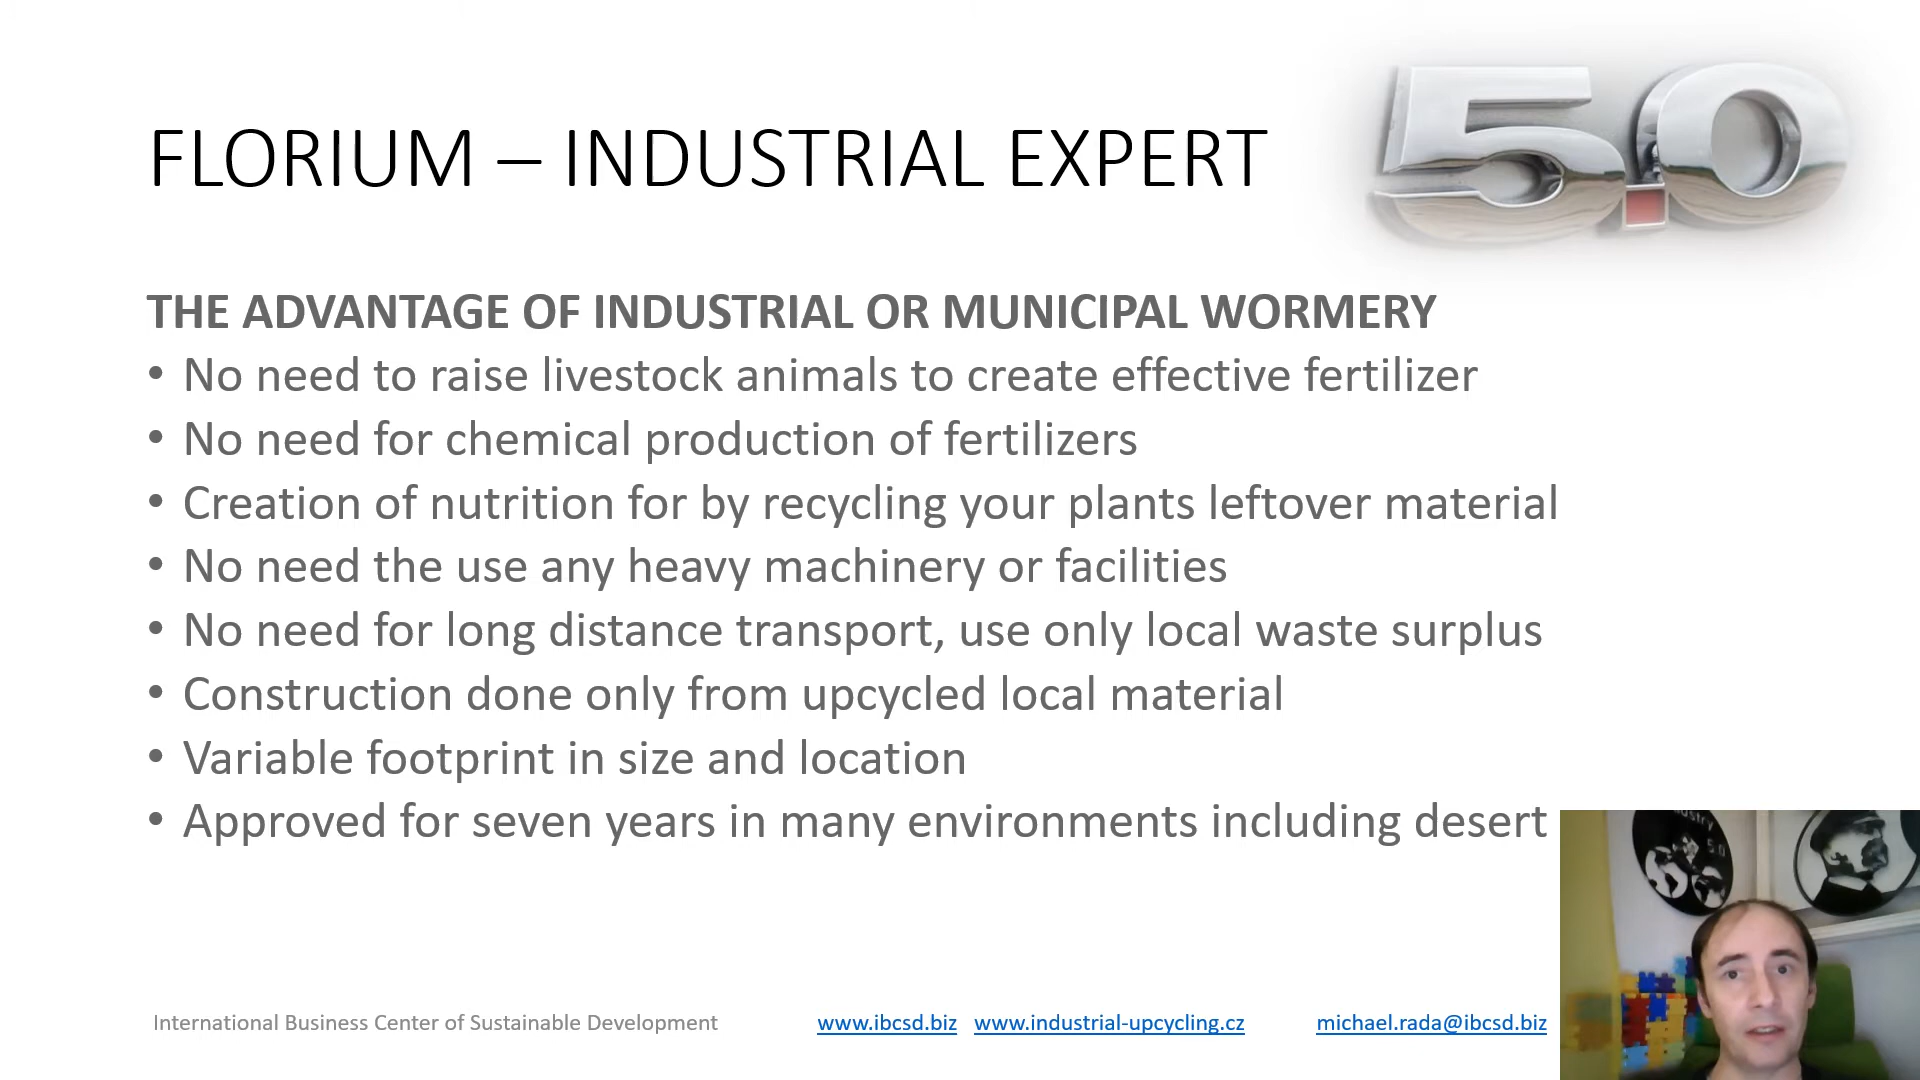 5.0
FLORIUM – INDUSTRIAL EXPERT
THE ADVANTAGE OF INDUSTRIAL OR MUNICIPAL WORMERY
• No need to raise livestock animals to create effective fertilizer
• No need for chemical production of fertilizers
• Creation of nutrition for by recycling your plants leftover material
• No need the use any heavy machinery or facilities
• No need for long distance transport, use only local waste surplus
• Construction done only from upcycled local material
• Variable footprint in size and location
• Approved for seven years in many environments including desert
5.0
International Business Center of Sustainable Development www.ibcsd.biz www.industrial-upcycling.cz michael.rada@ibcsd.biz